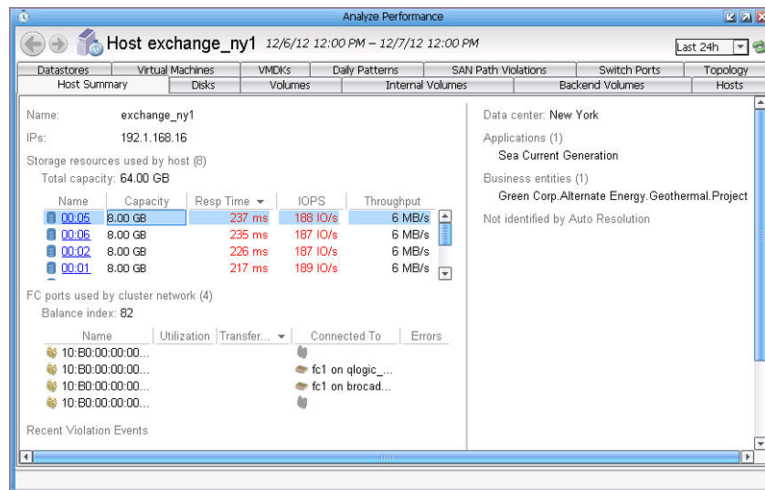 Analyze Performance
Host exchange_ny1 12/6/12 12:00 PM – 12/7/12 12:00 PM
Last 24h
Datastores Virtual Machines VMDKs Daily Patterns SAN Path Violations Switch Ports Topology
Host Summary Disks Volumes Internal Volumes Backend Volumes Hosts
Name: exchange_ny1
IPs: 192.1.168.16
Storage resources used by host (8)
Total capacity: 64.00 GB
Name Capacity Resp Time IOPS Throughput
00:05 8.00 GB 237 ms 188 IO/s 6 MB/s
00:06 8.00 GB 235 ms 187 IO/s 6 MB/s
00:02 8.00 GB 226 ms 187 IO/s 6 MB/s
00:01 8.00 GB 217 ms 189 IO/s 6 MB/s
FC ports used by cluster network (4)
Balance index: 82
Name Utilization Transfer... Connected To Errors
10:B0:00:00:00...
10:B0:00:00:00... fc1 on qlogic_...
10:B0:00:00:00... fc1 on brocad...
10:B0:00:00:00...
Recent Violation Events
Data center: New York
Applications (1)
Sea Current Generation
Business entities (1)
Green Corp.Alternate Energy.Geothermal.Project
Not identified by Auto Resolution